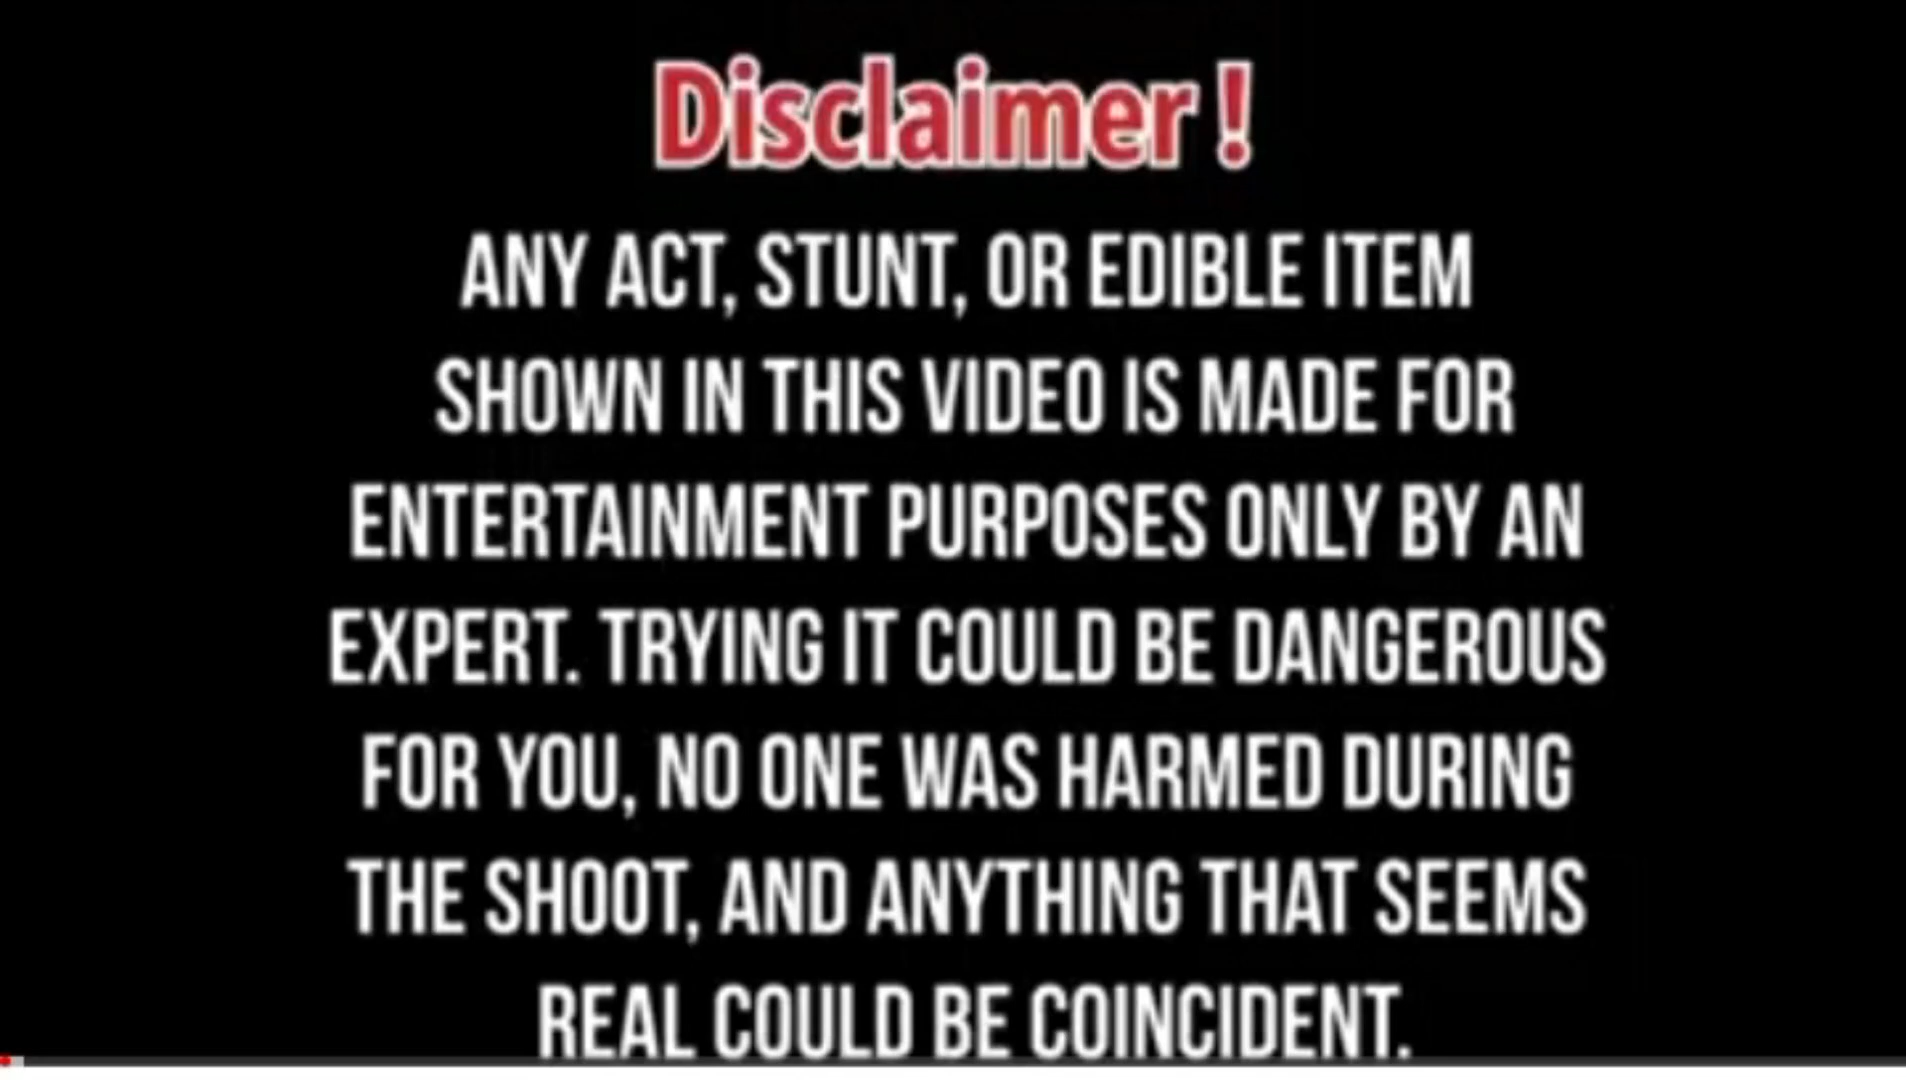 Disclaimer !
ANY ACT, STUNT, OR EDIBLE ITEM
SHOWN IN THIS VIDEO IS MADE FOR
ENTERTAINMENT PURPOSES ONLY BY AN
EXPERT. TRYING IT COULD BE DANGEROUS
FOR YOU, NO ONE WAS HARMED DURING
THE SHOOT, AND ANYTHING THAT SEEMS
REAL COULD BE COINCIDENT.